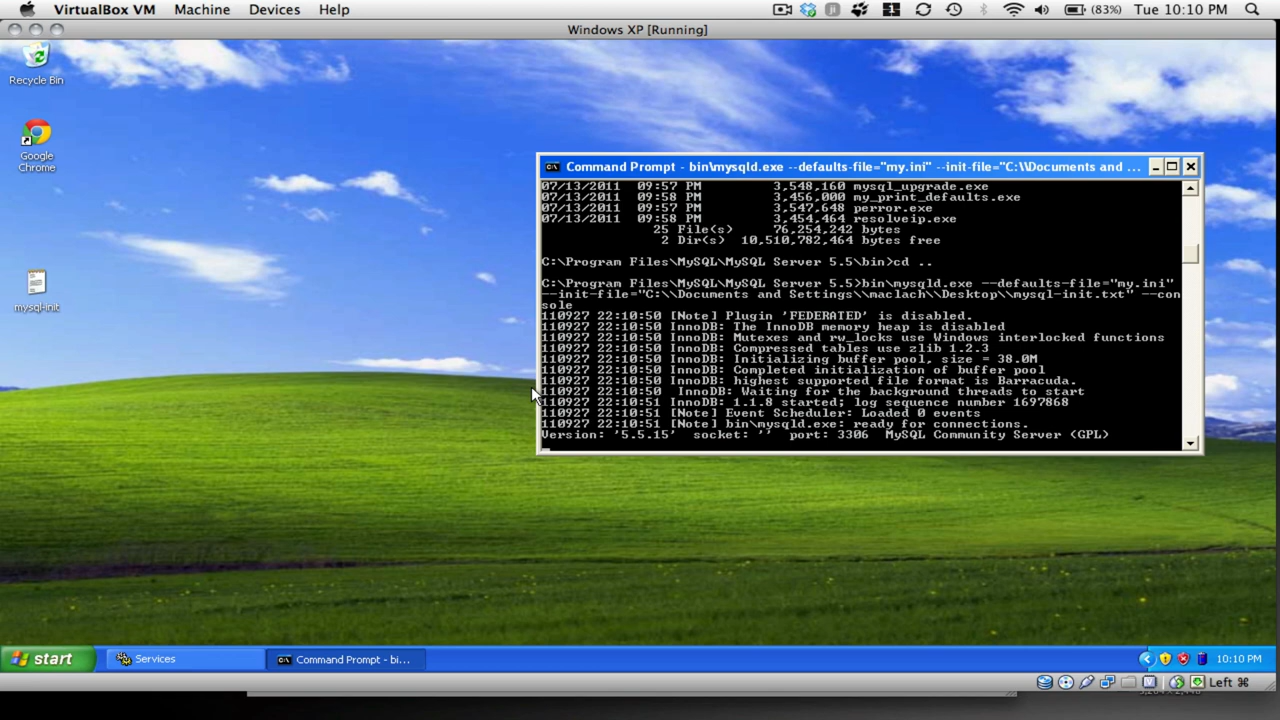 VirtualBox VM Machine Devices Help
1 (83%) Tue 10:10 PM
Windows XP [Running]
Recycle Bin
Google
Chrome
mysql-init
Command Prompt - bin\mysqld.exe --defaults-file="my.ini" --init-file="C:\\Documents and ...
07/13/2011 09:57 PM 3,548,160 mysql_upgrade.exe
07/13/2011 09:58 PM 3,456,000 my_print_defaults.exe
07/13/2011 09:57 PM 3,547,648 perror.exe
07/13/2011 09:58 PM 3,454,464 resolveip.exe
25 File(s) 76,254,242 bytes
2 Dir(s) 10,510,782,464 bytes free
C:\Program Files\MySQL\MySQL Server 5.5\bin>cd ..
C:\Program Files\MySQL\MySQL Server 5.5>bin\mysqld.exe --defaults-file="my.ini"
--init-file="C:\\Documents and Settings\\maclach\\Desktop\\mysql-init.txt" --con
sole
110927 22:10:50 [Note] Plugin 'FEDERATED' is disabled.
110927 22:10:50 InnoDB: The InnoDB memory heap is disabled
110927 22:10:50 InnoDB: Mutexes and rw_locks use Windows interlocked functions
110927 22:10:50 InnoDB: Compressed tables use zlib 1.2.3
110927 22:10:50 InnoDB: Initializing buffer pool, size = 38.0M
110927 22:10:50 InnoDB: Completed initialization of buffer pool
110927 22:10:50 InnoDB: highest supported file format is Barracuda.
110927 22:10:50 InnoDB: Waiting for the background threads to start
110927 22:10:51 InnoDB: 1.1.8 started; log sequence number 1697868
110927 22:10:51 [Note] Event Scheduler: Loaded 0 events
110927 22:10:51 [Note] bin\mysqld.exe: ready for connections.
Version: '5.5.15' socket: '' port: 3306 MySQL Community Server (GPL)
start Services Command Prompt - bi... 10:10 PM
Left ⌘